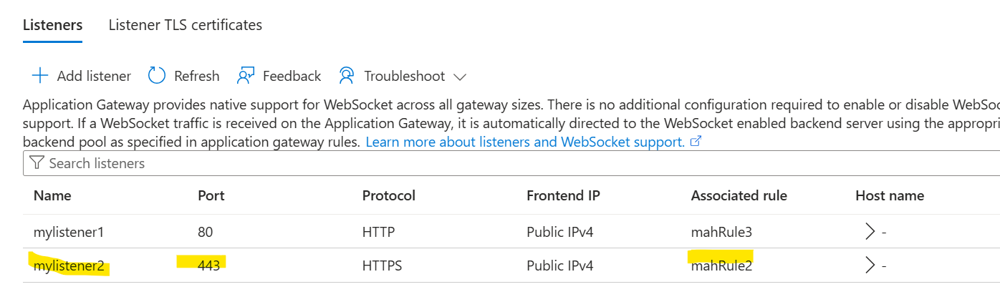 Listeners Listener TLS certificates
Add listener Refresh Feedback Troubleshoot
Application Gateway provides native support for WebSocket across all gateway sizes. There is no additional configuration required to enable or disable WebSoc
support. If a WebSocket traffic is received on the Application Gateway, it is automatically directed to the WebSocket enabled backend server using the appropri
backend pool as specified in application gateway rules. Learn more about listeners and WebSocket support.
Search listeners
Name Port Protocol Frontend IP Associated rule Host name
mylistener1 80 HTTP Public IPv4 mahRule3 -
mylistener2 443 HTTPS Public IPv4 mahRule2 -